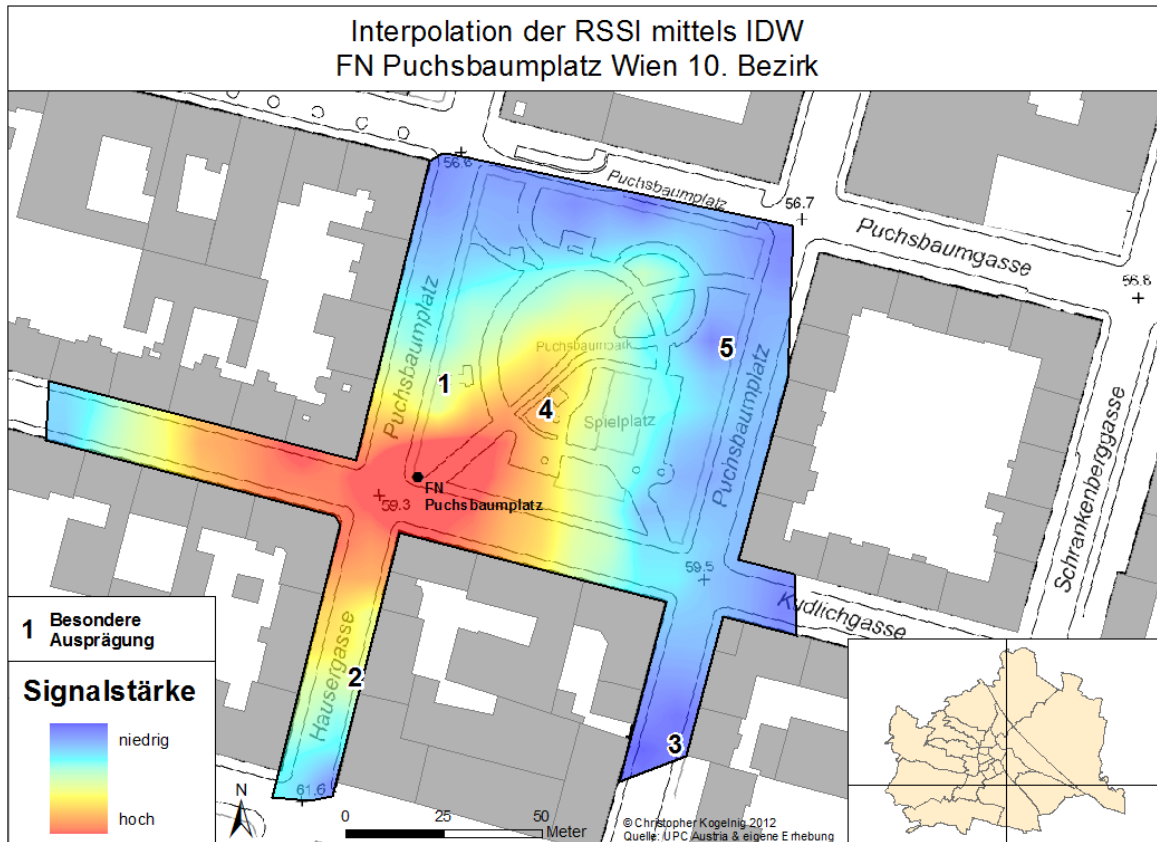 Interpolation der RSSI mittels IDW
FN Puchsbaumplatz Wien 10. Bezirk
56.6
Puchsbaumplatz
56.7
Puchsbaumgasse
56.8
Puchsbaumplatz
Puchsbaumpark
5
1
4
Spielplatz
Puchsbaumplatz
Schrankenberggasse
FN
Puchsbaumplatz
59.3
59.5
Kudlichgasse
1 Besondere
Ausprägung
2
Hausergasse
Signalstärke
niedrig
hoch
3
61.6
N
0 25 50
Meter
© Christopher Kogelnig 2012
Quelle: UPC Austria & eigene Erhebung